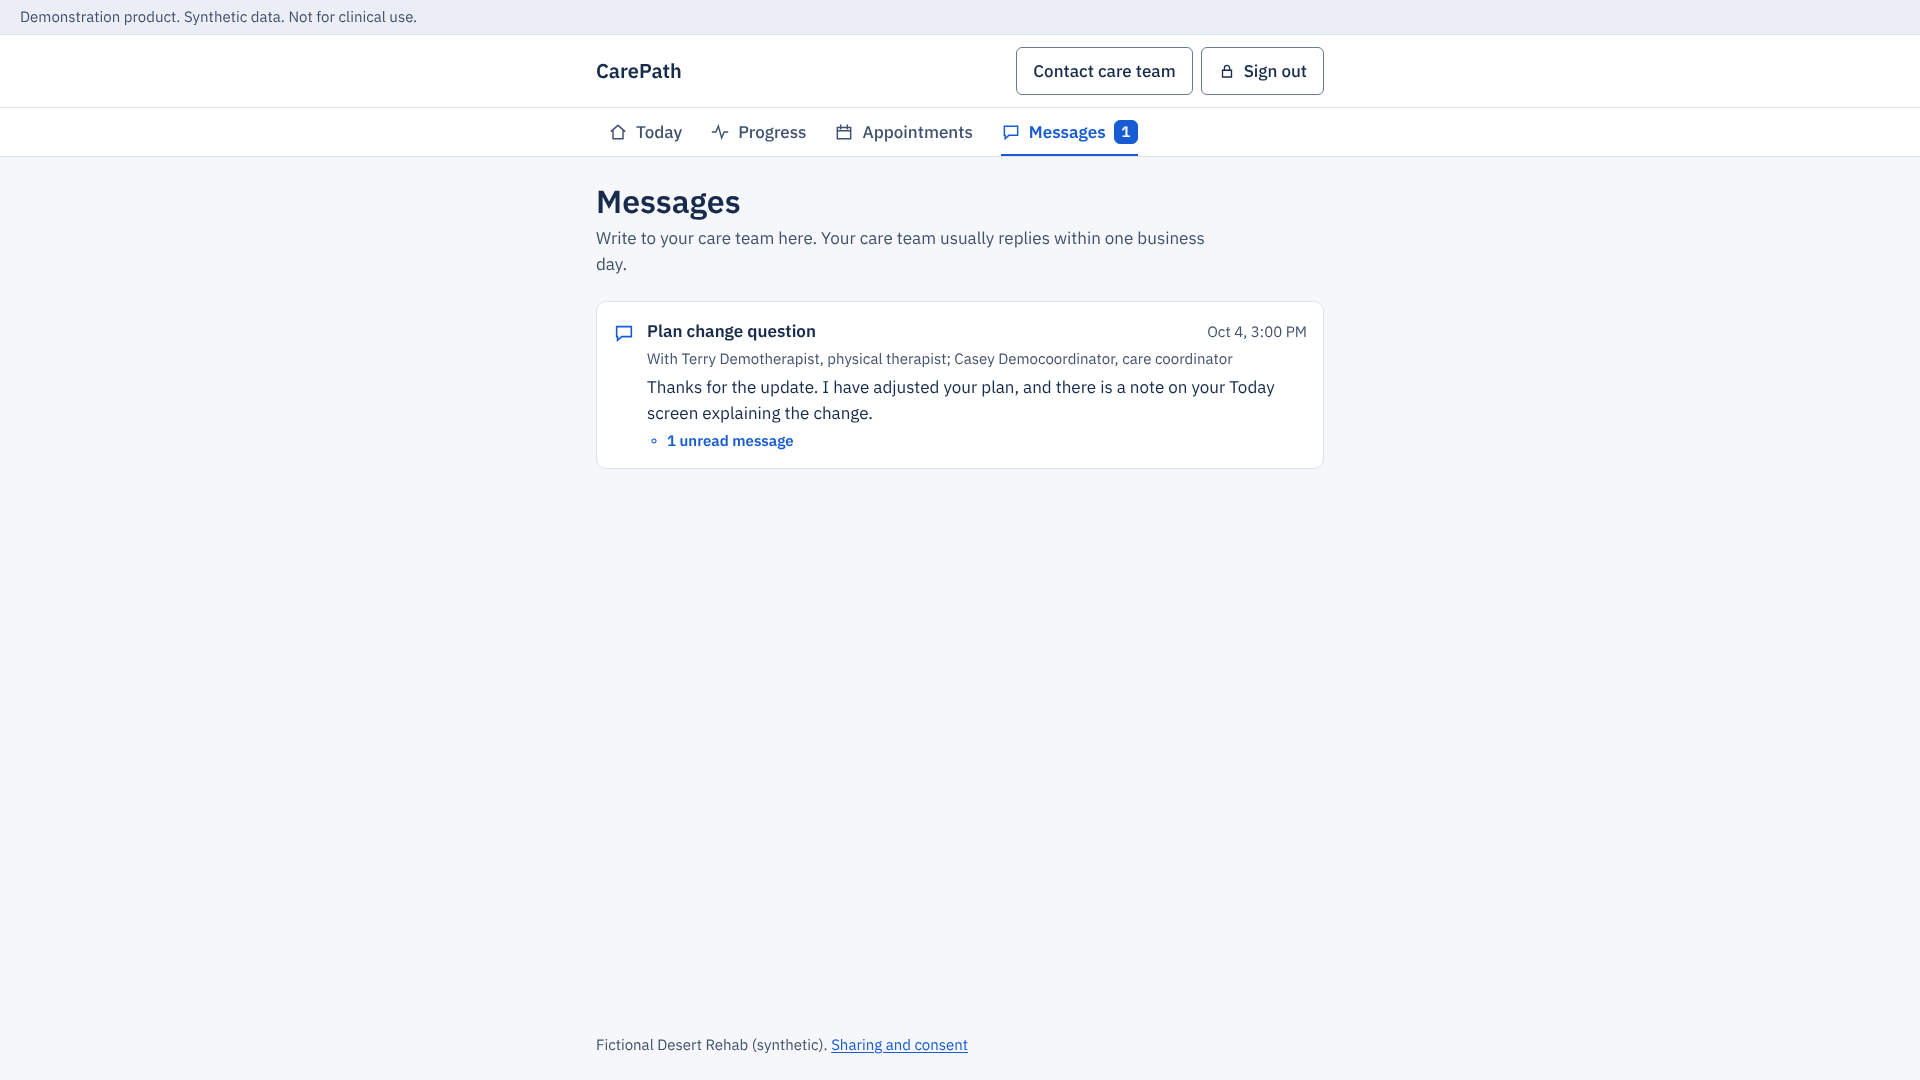 Demonstration product. Synthetic data. Not for clinical use.
CarePath
Contact care team
Sign out
Today
Progress
Appointments
Messages 1
Messages
Write to your care team here. Your care team usually replies within one business
day.
Plan change question
Oct 4, 3:00 PM
With Terry Demotherapist, physical therapist; Casey Democoordinator, care coordinator
Thanks for the update. I have adjusted your plan, and there is a note on your Today
screen explaining the change.
1 unread message
Fictional Desert Rehab (synthetic). Sharing and consent